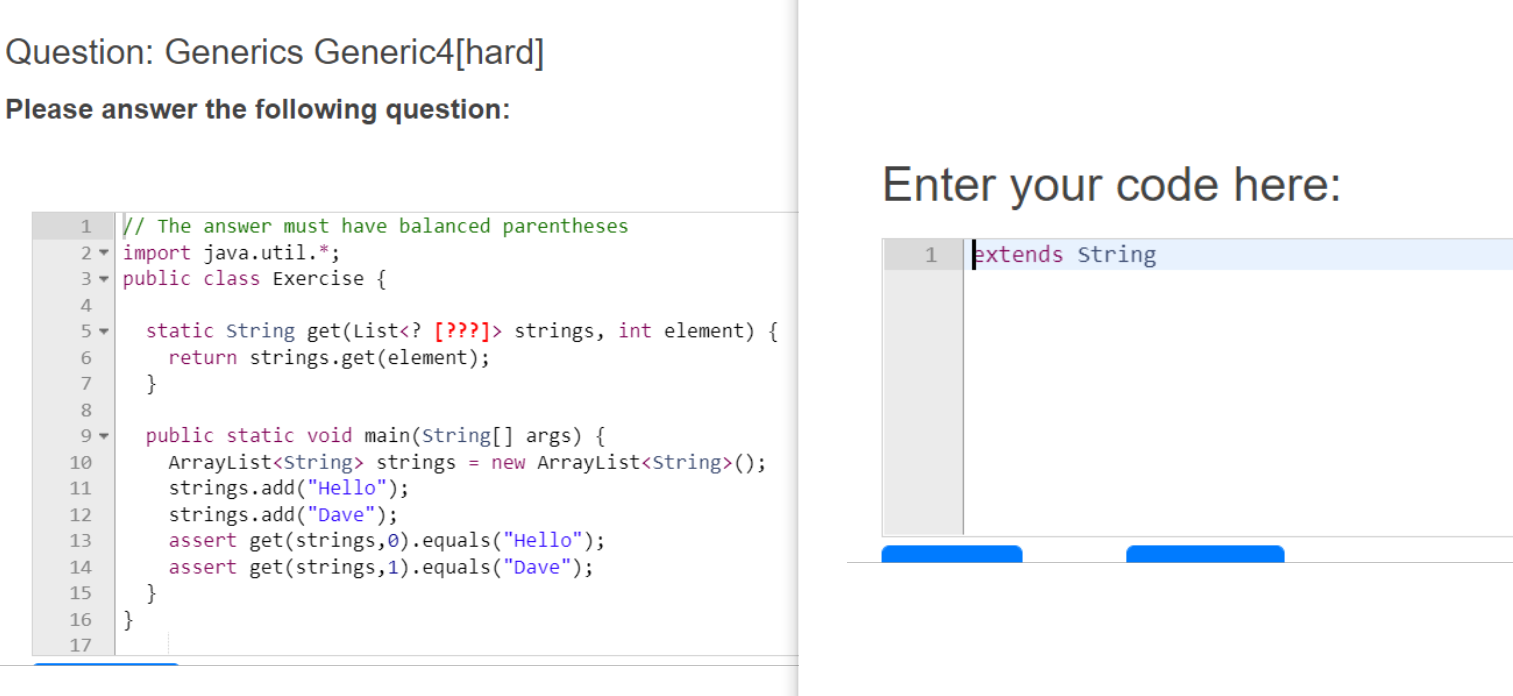 Question: Generics Generic4[hard]
Please answer the following question:
1 // The answer must have balanced parentheses
2 import java.util.*;
3 public class Exercise {
4
5 static String get(List<? [???]> strings, int element) {
6 return strings.get(element);
7 }
8
9 public static void main(String[] args) {
10 ArrayList<String> strings = new ArrayList<String>();
11 strings.add("Hello");
12 strings.add("Dave");
13 assert get(strings,0).equals("Hello");
14 assert get(strings,1).equals("Dave");
15 }
16 }
17
Enter your code here:
1 extends String